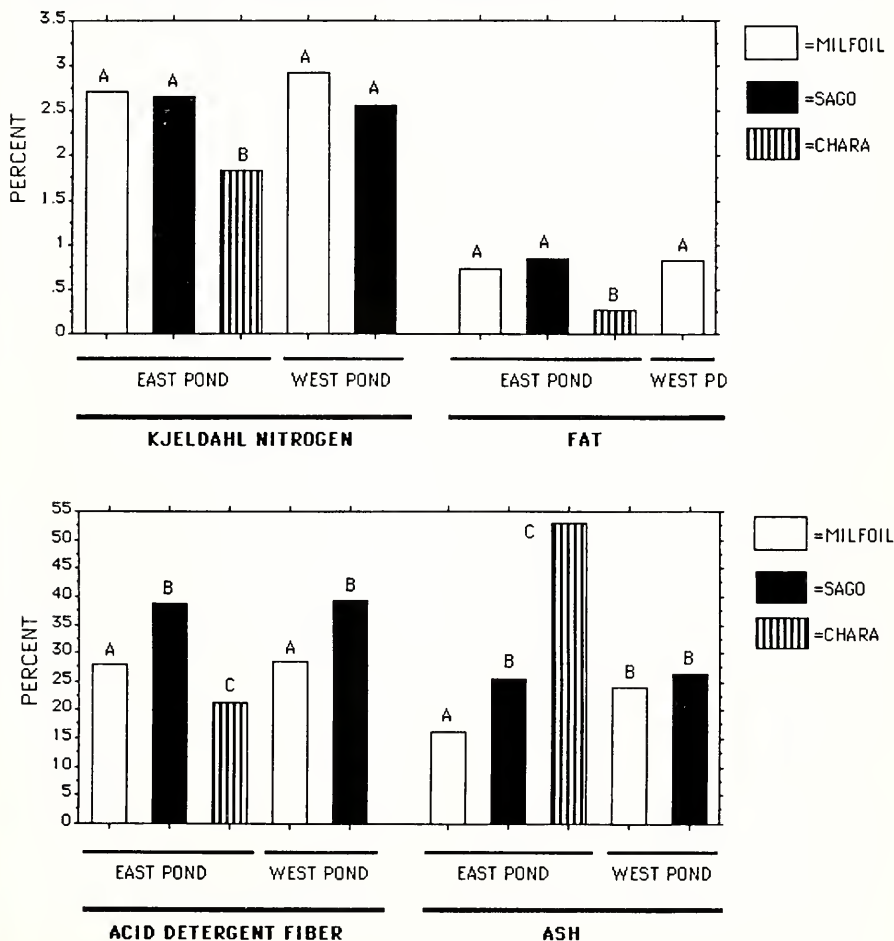 3.5
3
2.5
2
1.5
1
.5
0
PERCENT
A
A
B
A
A
A
A
B
A
=MILFOIL
=SAGO
=CHARA
EAST POND
WEST POND
EAST POND
WEST PD
KJELDAHL NITROGEN
FAT
55
50
45
40
35
30
25
20
15
10
5
0
PERCENT
A
B
C
A
B
A
B
C
B
B
=MILFOIL
=SAGO
=CHARA
EAST POND
WEST POND
EAST POND
WEST POND
ACID DETERGENT FIBER
ASH